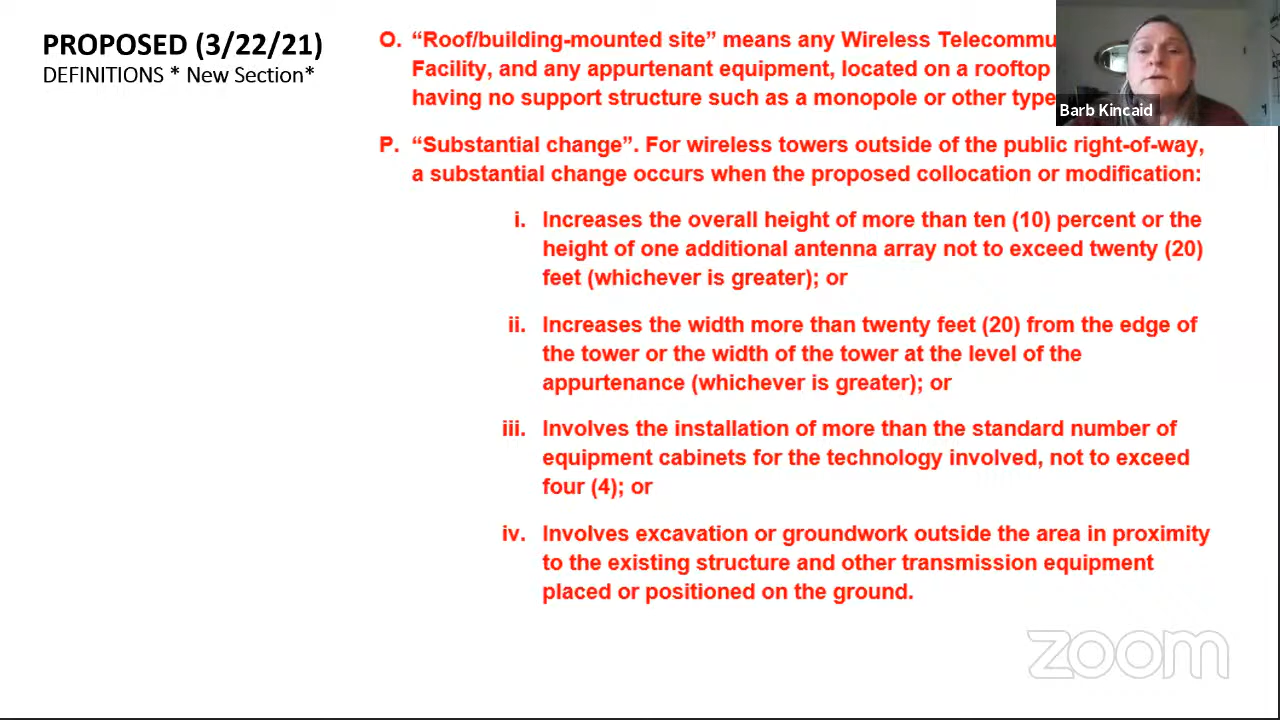 PROPOSED (3/22/21)
DEFINITIONS * New Section*
O. “Roof/building-mounted site” means any Wireless
Facility, and any appurtenant equipment, located on a rooftop
having no support structure such as a monopole or other type
P. “Substantial change”. For wireless towers outside of the public right-of-way,
a substantial change occurs when the proposed collocation or modification:
i. Increases the overall height of more than ten (10) percent or the
height of one additional antenna array not to exceed twenty (20)
feet (whichever is greater); or
ii. Increases the width more than twenty feet (20) from the edge of
the tower or the width of the tower at the level of the
appurtenance (whichever is greater); or
iii. Involves the installation of more than the standard number of
equipment cabinets for the technology involved, not to exceed
four (4); or
iv. Involves excavation or groundwork outside the area in proximity
to the existing structure and other transmission equipment
placed or positioned on the ground.
Barb Kincaid
zoom